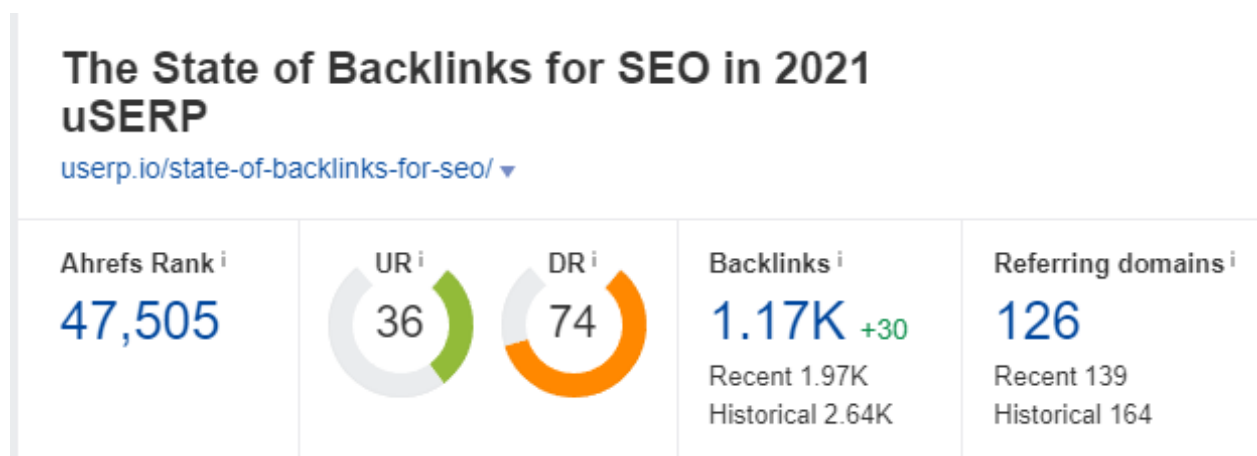 The State of Backlinks for SEO in 2021
uSERP
userp.io/state-of-backlinks-for-seo/
Ahrefs Rank i
47,505
UR i
36
DR i
74
Backlinks i
1.17K +30
Recent 1.97K
Historical 2.64K
Referring domains i
126
Recent 139
Historical 164